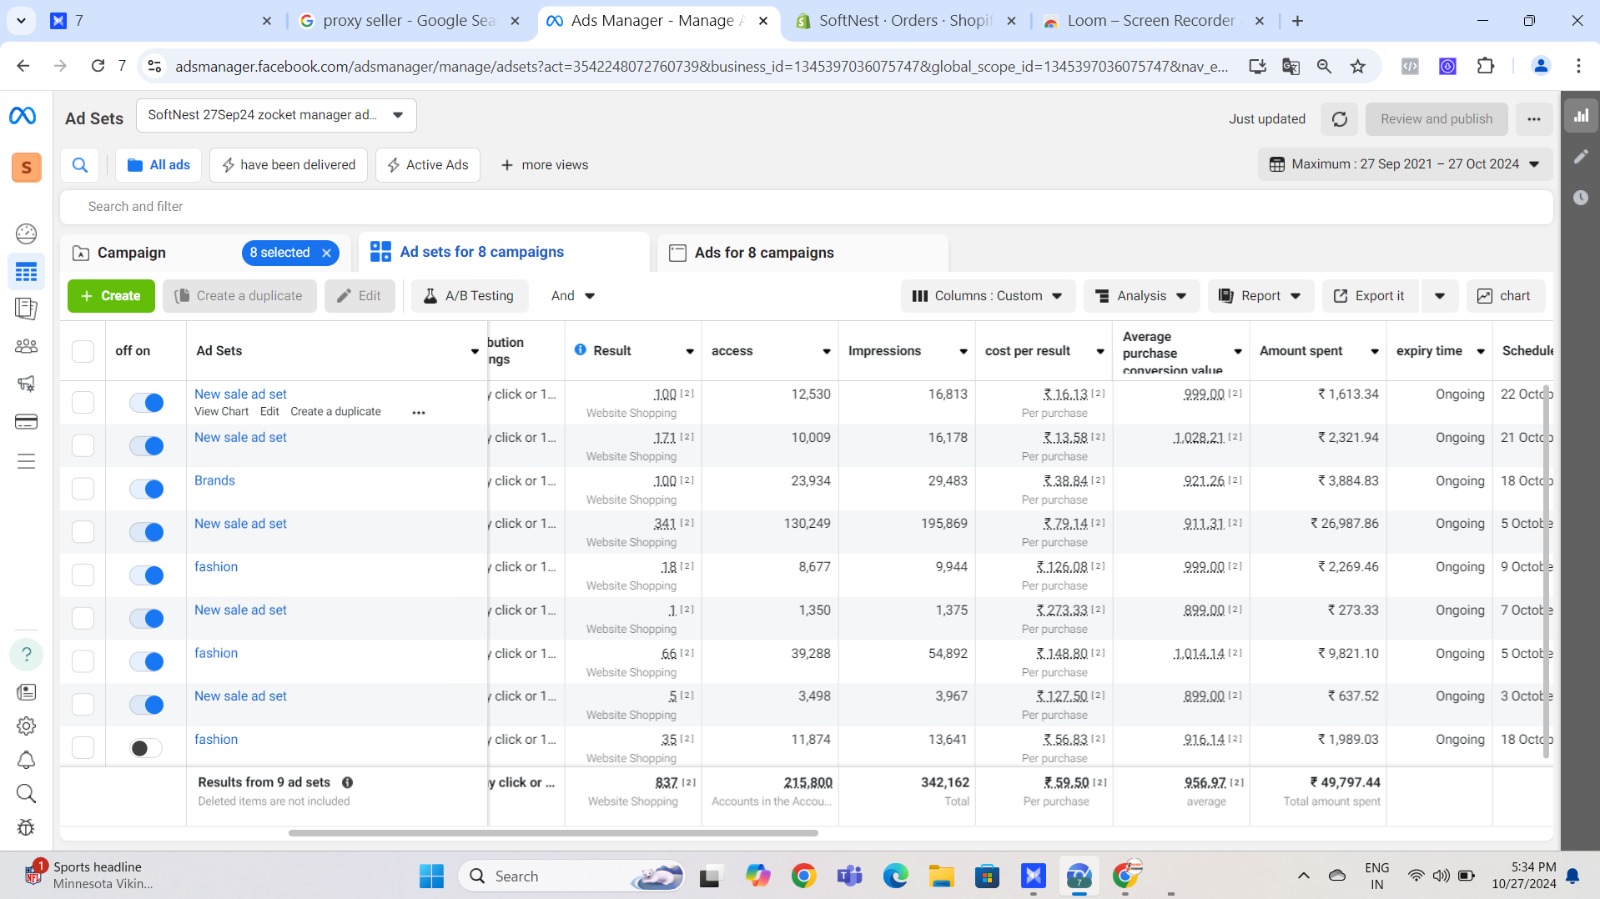 7
proxy seller - Google Sea
Ads Manager - Manage A
SoftNest · Orders · Shopif
Loom – Screen Recorder
7
adsmanager.facebook.com/adsmanager/manage/adsets?act=3542248072760739&business_id=1345397036075747&global_scope_id=1345397036075747&nav_e...
Ad Sets
SoftNest 27Sep24 zocket manager ad...
Just updated
Review and publish
S
All ads
have been delivered
Active Ads
+ more views
Maximum : 27 Sep 2021 – 27 Oct 2024
Search and filter
Campaign
8 selected
Ad sets for 8 campaigns
Ads for 8 campaigns
+ Create
Create a duplicate
Edit
A/B Testing
And
Columns : Custom
Analysis
Report
Export it
chart
off on
Ad Sets
bution
ngs
Result
access
Impressions
cost per result
Average
purchase
conversion value
Amount spent
expiry time
Schedule
New sale ad set
y click or 1...
100 [2]
12,530
16,813
₹ 16.13 [2]
999.00 [2]
₹ 1,613.34
Ongoing
22 Octob
View Chart Edit Create a duplicate
Website Shopping
Per purchase
New sale ad set
y click or 1...
171 [2]
10,009
16,178
₹ 13.58 [2]
1,028.21 [2]
₹ 2,321.94
Ongoing
21 Octob
Website Shopping
Per purchase
Brands
y click or 1...
100 [2]
23,934
29,483
₹ 38.84 [2]
921.26 [2]
₹ 3,884.83
Ongoing
18 Octo
Website Shopping
Per purchase
New sale ad set
y click or 1...
341 [2]
130,249
195,869
₹ 79.14 [2]
911.31 [2]
₹ 26,987.86
Ongoing
5 Octobe
Website Shopping
Per purchase
fashion
y click or 1...
18 [2]
8,677
9,944
₹ 126.08 [2]
999.00 [2]
₹ 2,269.46
Ongoing
9 Octobe
Website Shopping
Per purchase
New sale ad set
y click or 1...
1 [2]
1,350
1,375
₹ 273.33 [2]
899.00 [2]
₹ 273.33
Ongoing
7 Octobe
Website Shopping
Per purchase
fashion
y click or 1...
66 [2]
39,288
54,892
₹ 148.80 [2]
1,014.14 [2]
₹ 9,821.10
Ongoing
5 Octobe
Website Shopping
Per purchase
New sale ad set
y click or 1...
5 [2]
3,498
3,967
₹ 127.50 [2]
899.00 [2]
₹ 637.52
Ongoing
3 Octobe
Website Shopping
Per purchase
fashion
y click or 1...
35 [2]
11,874
13,641
₹ 56.83 [2]
916.14 [2]
₹ 1,989.03
Ongoing
18 Octo
Website Shopping
Per purchase
Results from 9 ad sets
y click or ...
837 [2]
215,800
342,162
₹ 59.50 [2]
956.97 [2]
₹ 49,797.44
Deleted items are not included
Website Shopping
Accounts in the Accou...
Total
Per purchase
average
Total amount spent
1
Sports headline
Minnesota Vikin...
Search
7
ENG
IN
5:34 PM
10/27/2024